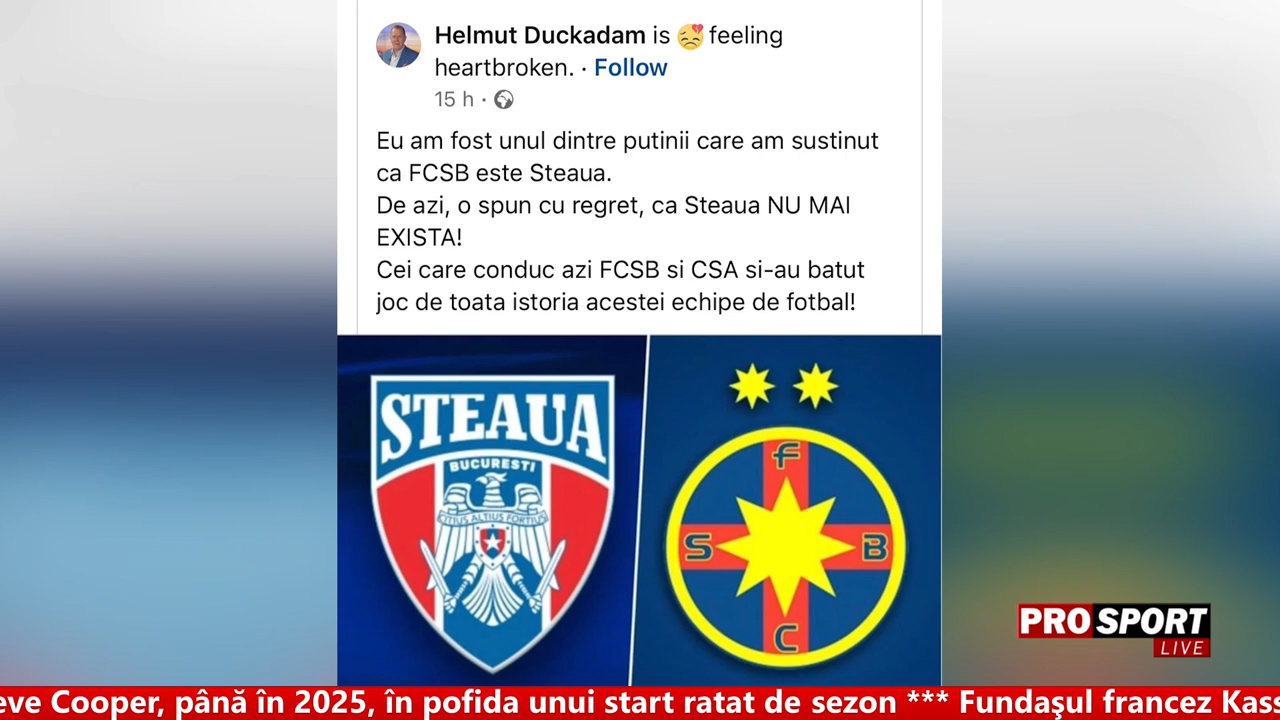 Helmut Duckadam is 😞 feeling
heartbroken. · Follow
15 h ·
Eu am fost unul dintre putinii care am sustinut
ca FCSB este Steaua.
De azi, o spun cu regret, ca Steaua NU MAI
EXISTA!
Cei care conduc azi FCSB si CSA si-au batut
joc de toata istoria acestei echipe de fotbal!
STEAUA
BUCURESTI
CITIUS ALTIUS FORTIUS
F
S B
C
PRO SPORT
LIVE
eve Cooper, până în 2025, în pofida unui start ratat de sezon *** Fundaşul francez Kass